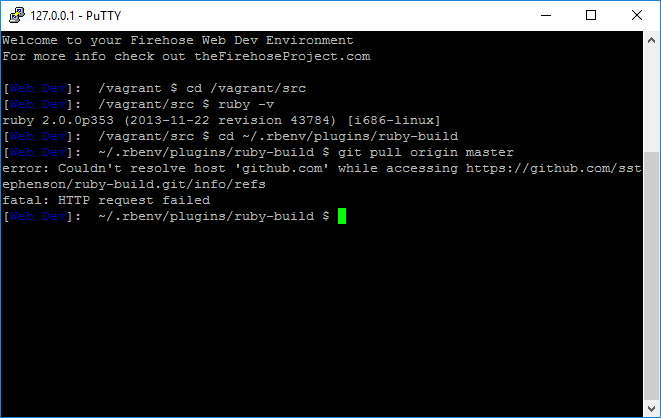 127.0.0.1 - PuTTY
Welcome to your Firehose Web Dev Environment
For more info check out theFirehoseProject.com
[Web Dev]:  /vagrant $ cd /vagrant/src
[Web Dev]:  /vagrant/src $ ruby -v
ruby 2.0.0p353 (2013-11-22 revision 43784) [i686-linux]
[Web Dev]:  /vagrant/src $ cd ~/.rbenv/plugins/ruby-build
[Web Dev]:  ~/.rbenv/plugins/ruby-build $ git pull origin master
error: Couldn't resolve host 'github.com' while accessing https://github.com/sst
ephenson/ruby-build.git/info/refs
fatal: HTTP request failed
[Web Dev]:  ~/.rbenv/plugins/ruby-build $